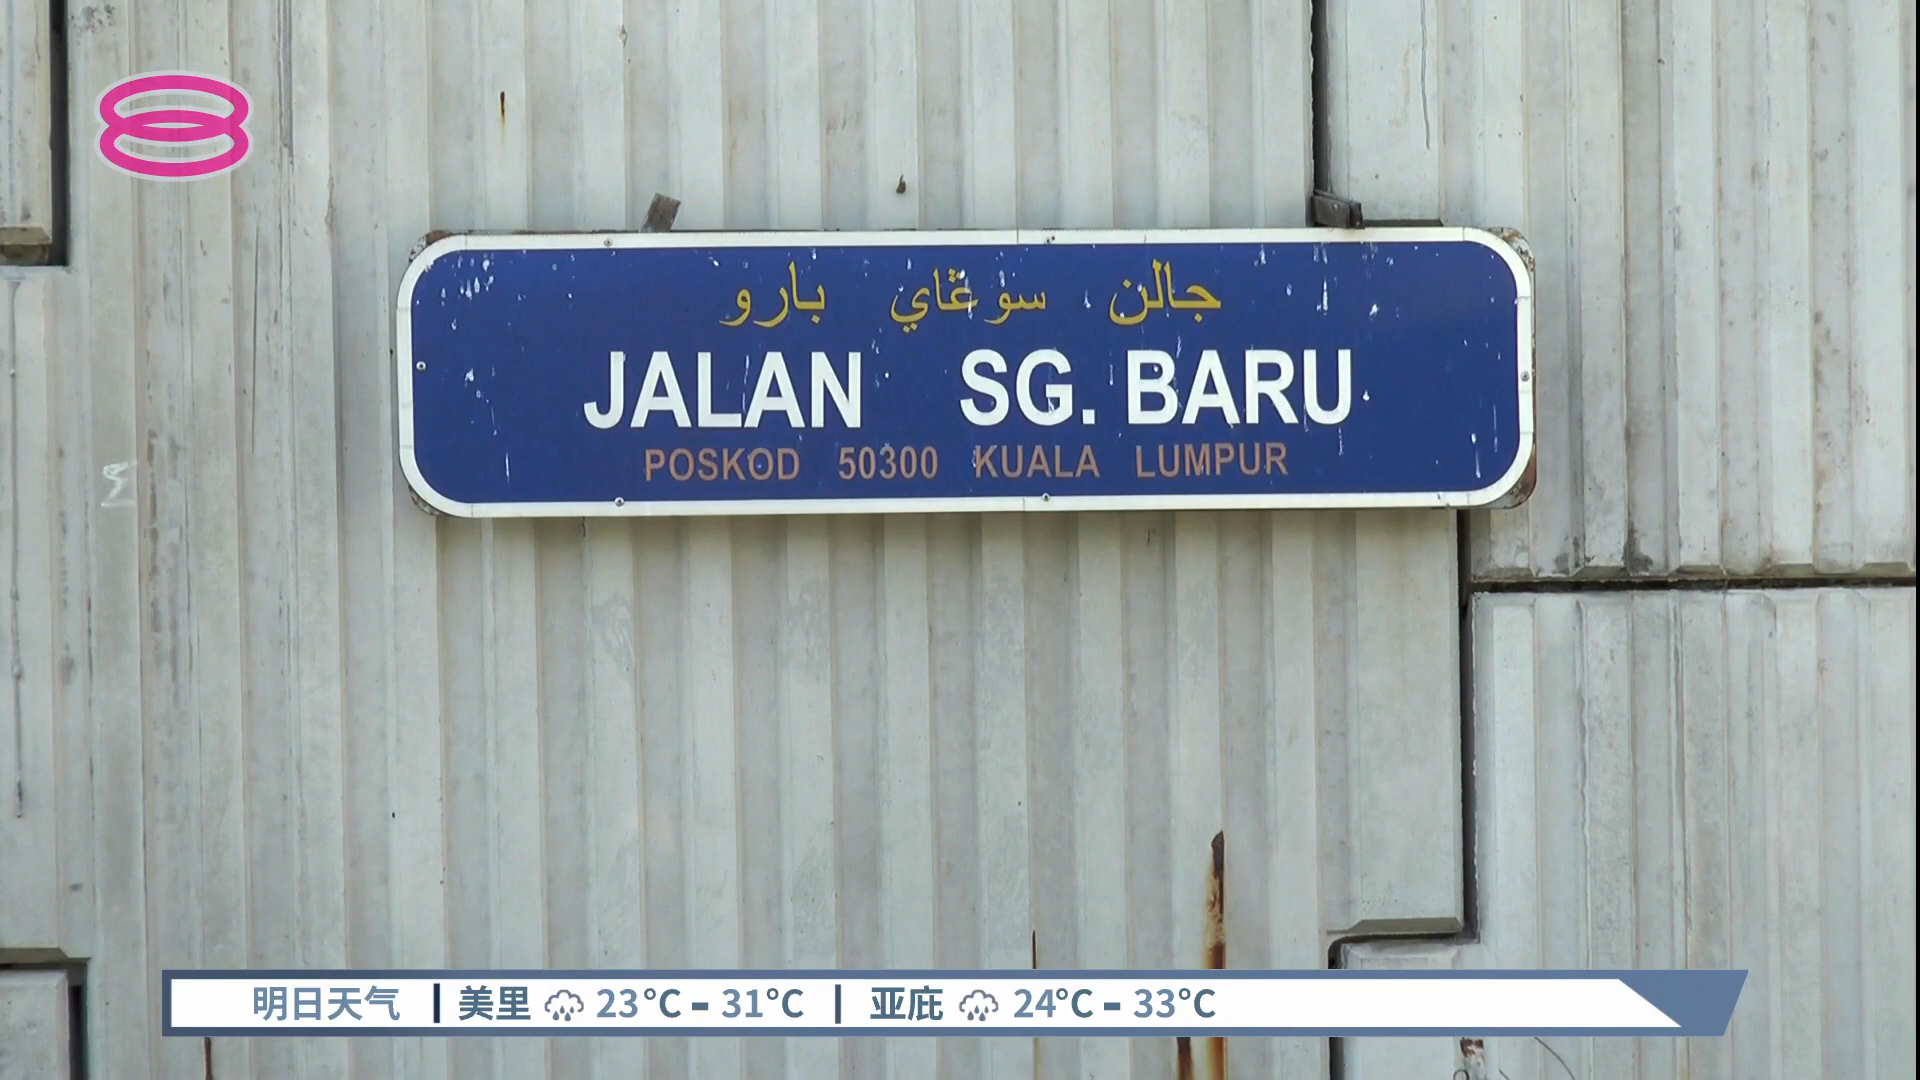 جالن سوڠاي بارو
JALAN SG. BARU
POSKOD 50300 KUALA LUMPUR
明日天气 | 美里 23°C - 31°C | 亚庇 24°C - 33°C